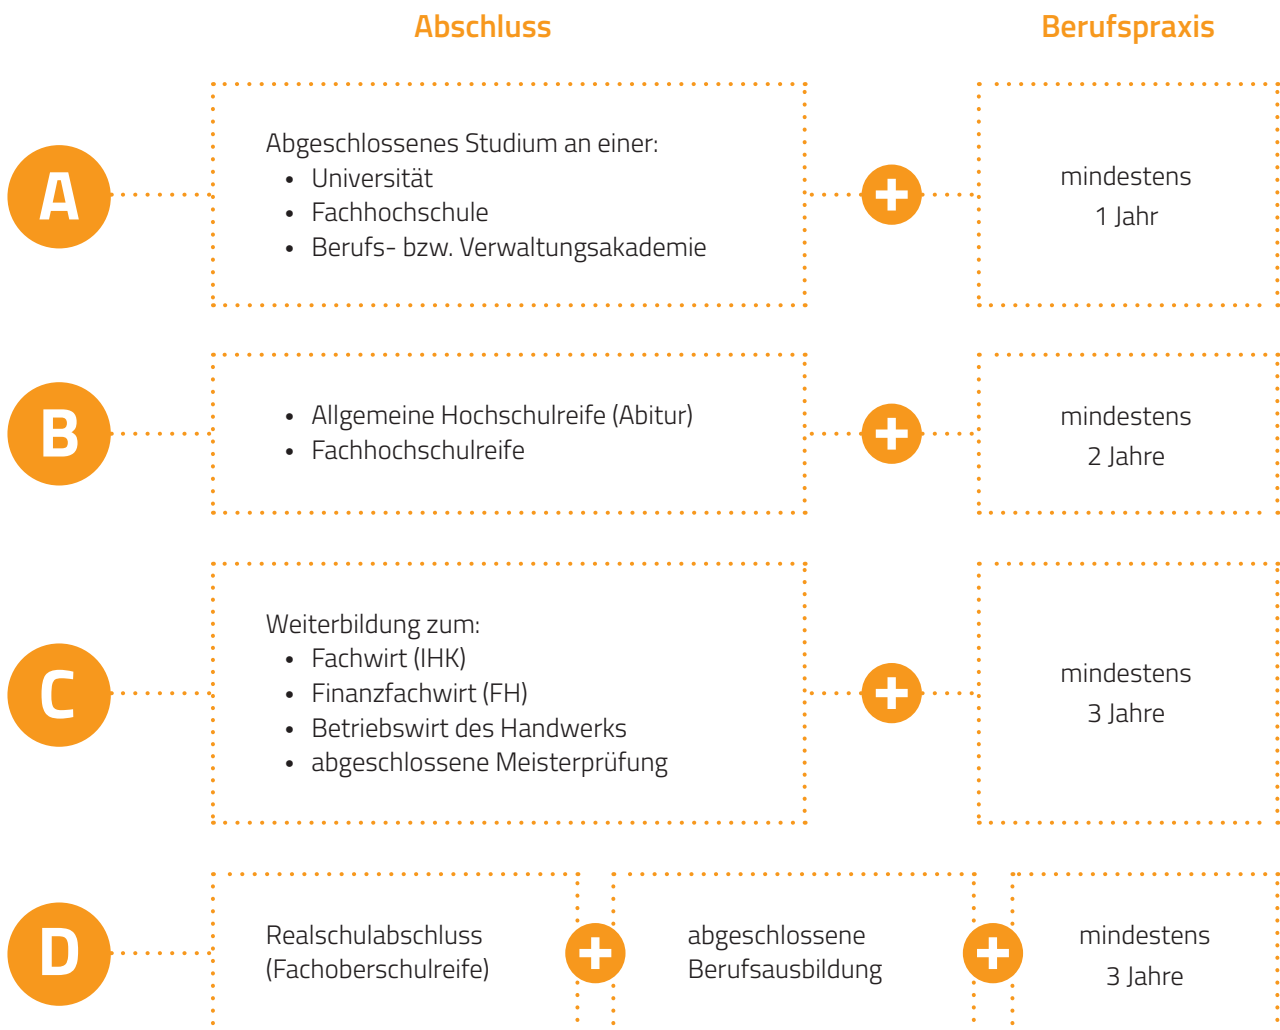 Abschluss
Berufspraxis
A
Abgeschlossenes Studium an einer:
• Universität
• Fachhochschule
• Berufs- bzw. Verwaltungsakademie
+
mindestens
1 Jahr
B
• Allgemeine Hochschulreife (Abitur)
• Fachhochschulreife
+
mindestens
2 Jahre
C
Weiterbildung zum:
• Fachwirt (IHK)
• Finanzfachwirt (FH)
• Betriebswirt des Handwerks
• abgeschlossene Meisterprüfung
+
mindestens
3 Jahre
D
Realschulabschluss
(Fachoberschulreife)
+
abgeschlossene
Berufsausbildung
+
mindestens
3 Jahre